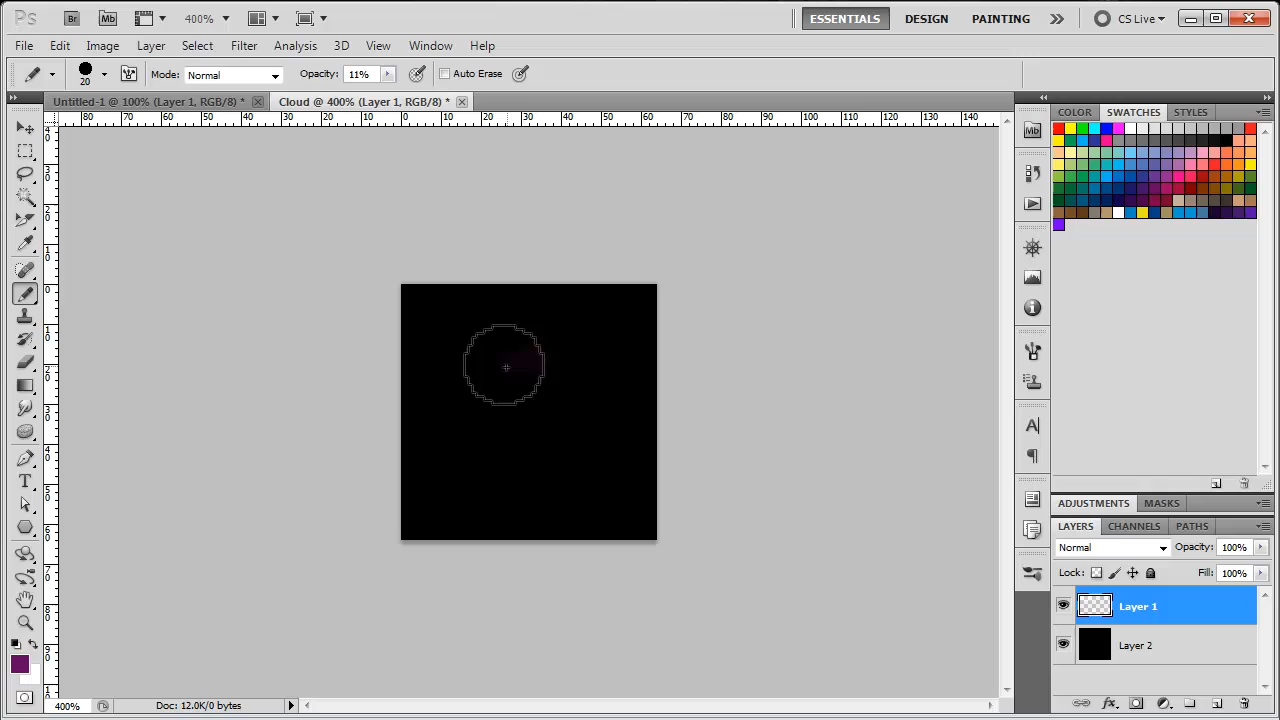 Ps Br Mb 400% ESSENTIALS DESIGN PAINTING CS Live
File Edit Image Layer Select Filter Analysis 3D View Window Help
20 Mode: Normal Opacity: 11% Auto Erase
Untitled-1 @ 100% (Layer 1, RGB/8) * Cloud @ 400% (Layer 1, RGB/8) *
80 70 60 50 40 30 20 10 0 10 20 30 40 50 60 70 80 90 100 110 120 130 140
COLOR SWATCHES STYLES
Mb
ADJUSTMENTS MASKS
LAYERS CHANNELS PATHS
Normal Opacity: 100%
Lock: Fill: 100%
Layer 1
Layer 2
400% Doc: 12.0K/0 bytes